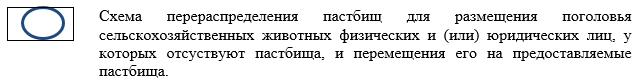 Схема перераспределения пастбищ для размещения поголовья
сельскохозяйственных животных физических и (или) юридических лиц, у
которых отсуствуют пастбища, и перемещения его на предоставляемые
пастбища.